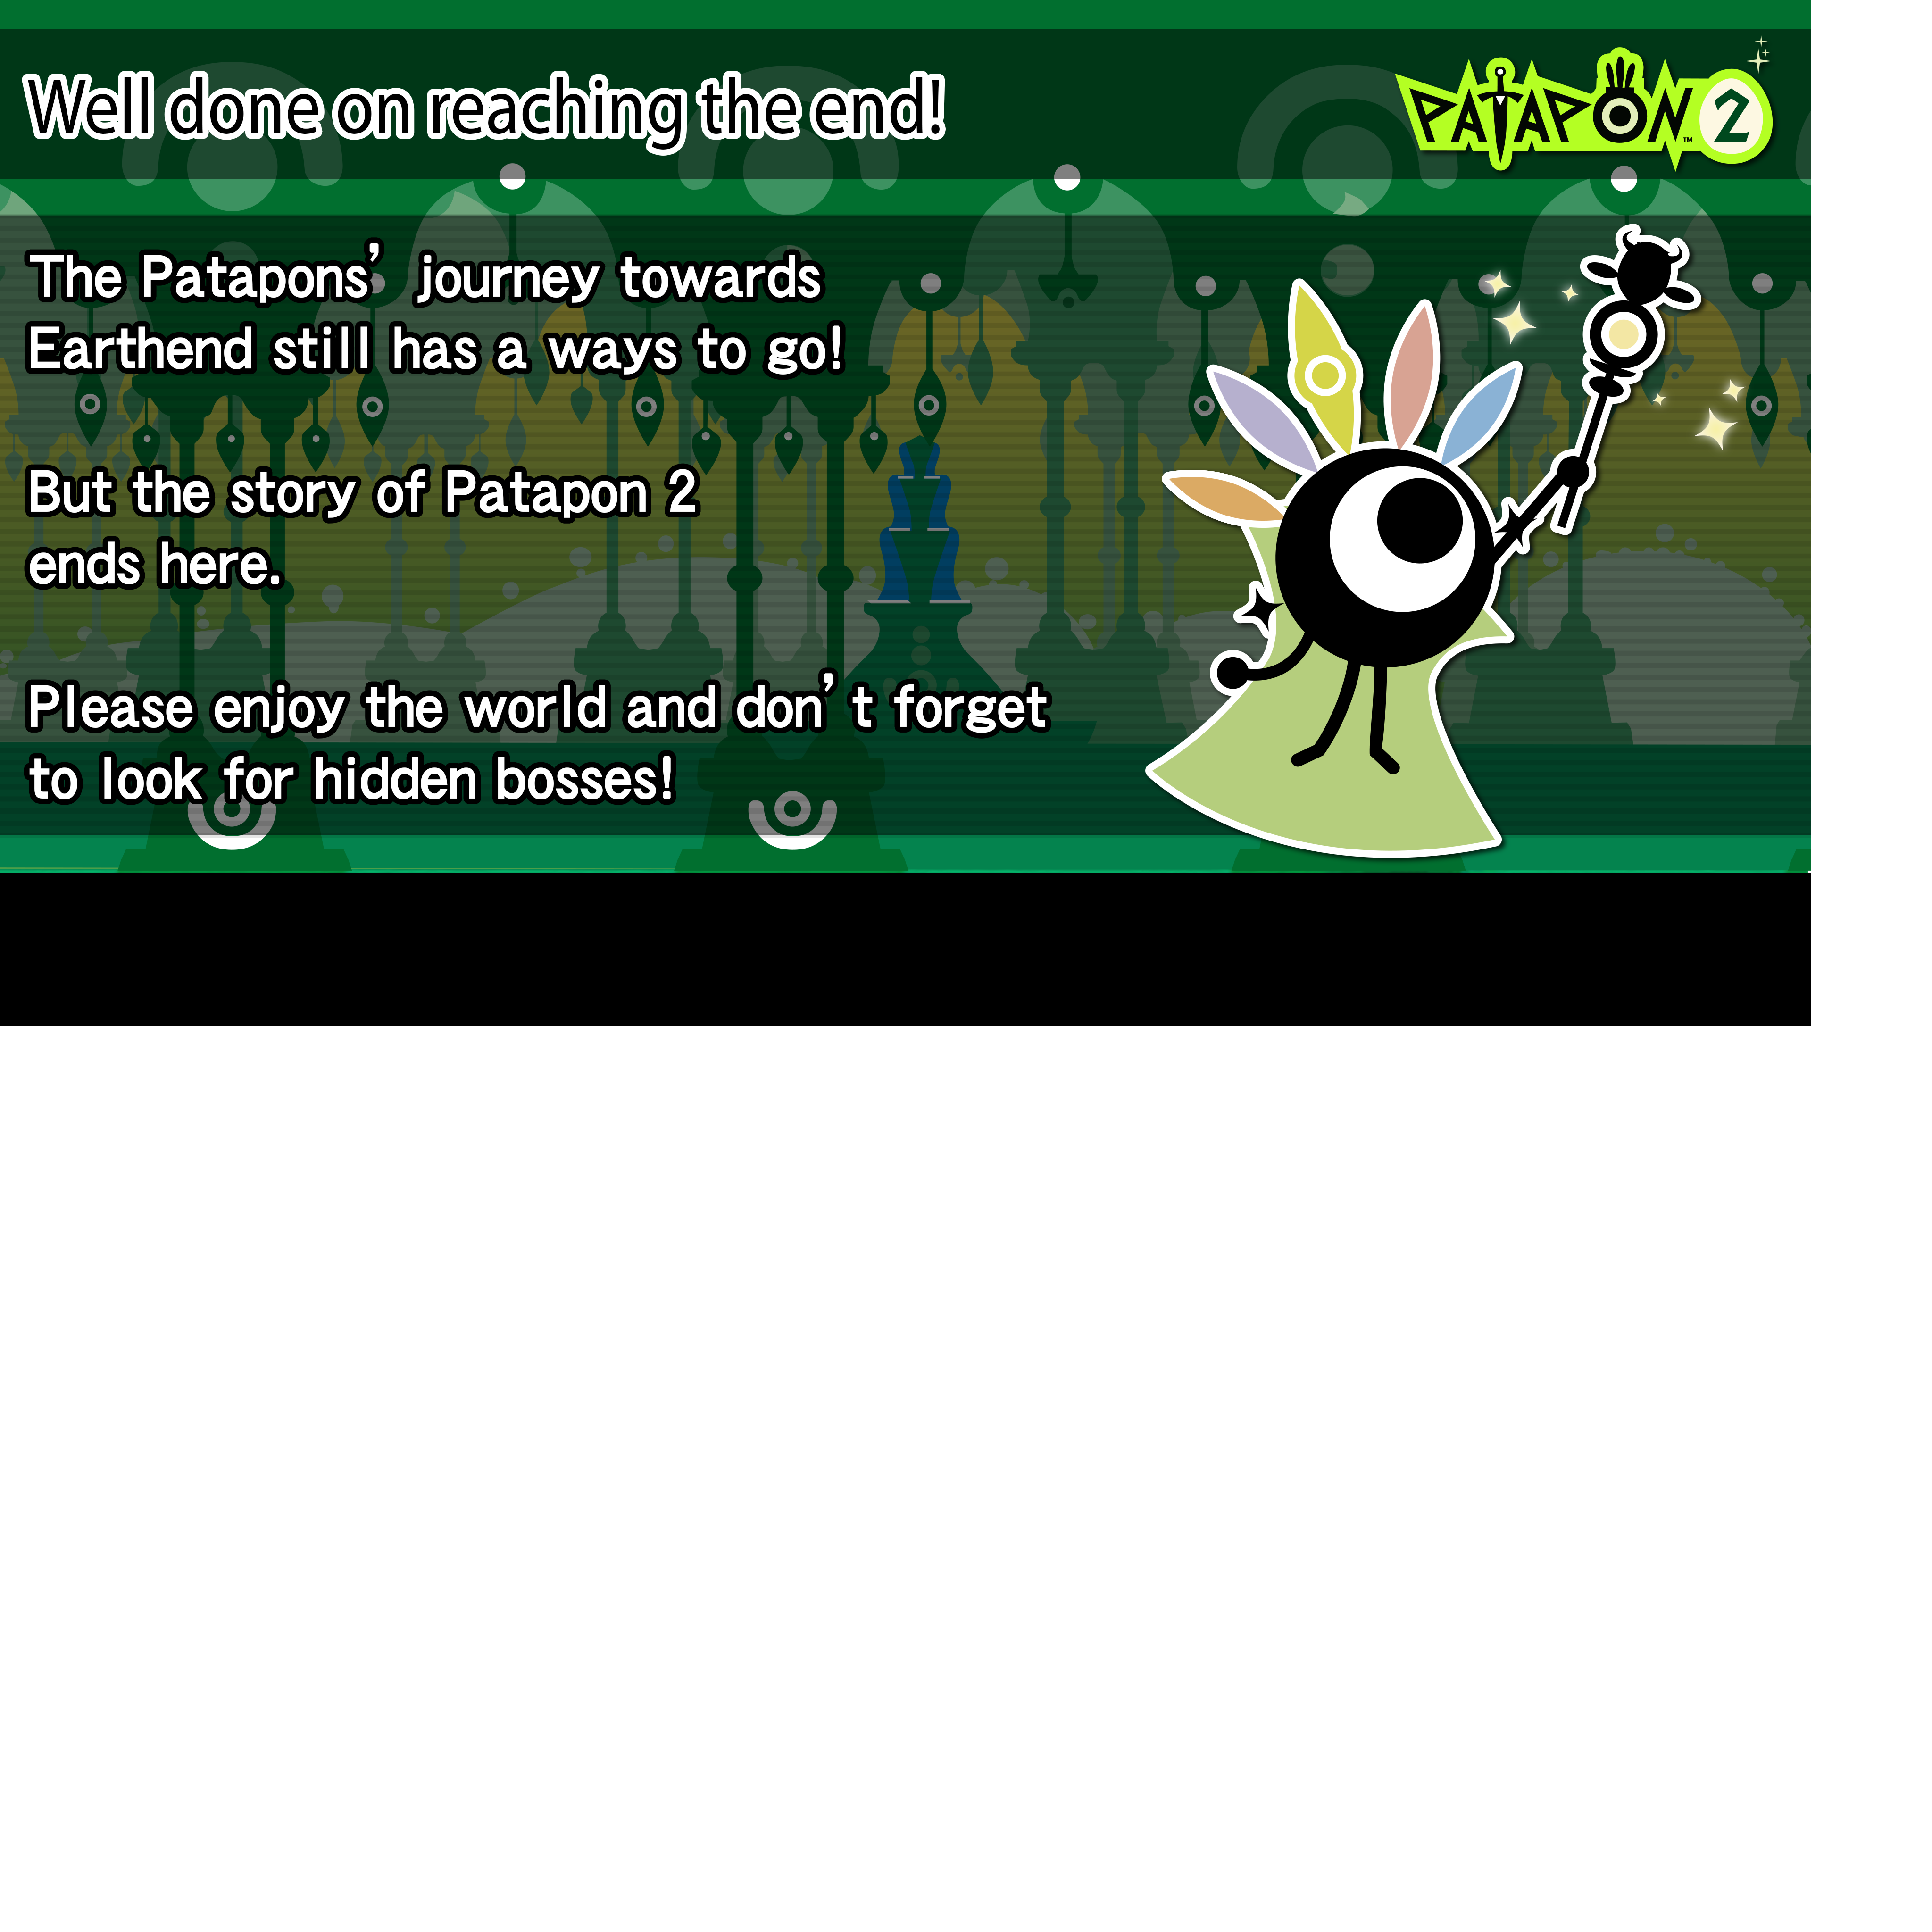 Well done on reaching the end!
PATAPON™ 2
The Patapons’ journey towards
Earthend still has a ways to go!
But the story of Patapon 2
ends here.
Please enjoy the world and don’t forget
to look for hidden bosses!